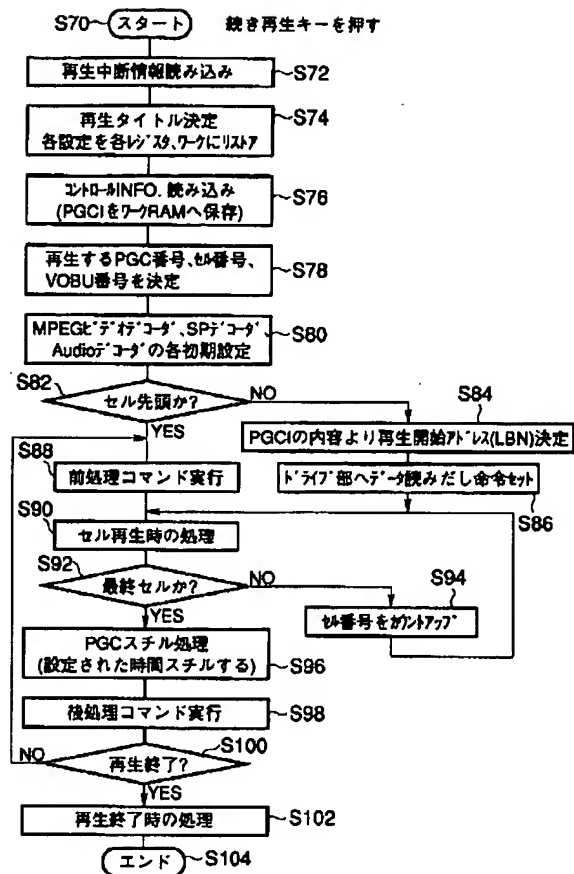 S70 スタート 続き再生キーを押す
再生中断情報読み込み S72
再生タイトル決定
各設定を各レジスタ、ワークにリストア S74
コントロールINFO. 読み込み
(PGCIをワークRAMへ保存) S76
再生するPGC番号、セル番号、
VOBU番号を決定 S78
MPEGビデオデコーダ、SPデコーダ
Audioデコーダの各初期設定 S80
S82 セル先頭か? NO
YES
S84
PGCIの内容より再生開始アドレス(LBN)決定
ドライブ部へデータ読みだし命令セット
S86
S88 前処理コマンド実行
S90 セル再生時の処理
S92 最終セルか? NO
YES
S94
セル番号をカウントアップ
PGCスチル処理
(設定された時間スチルする) S96
後処理コマンド実行 S98
S100
NO 再生終了?
YES
再生終了時の処理 S102
エンド S104